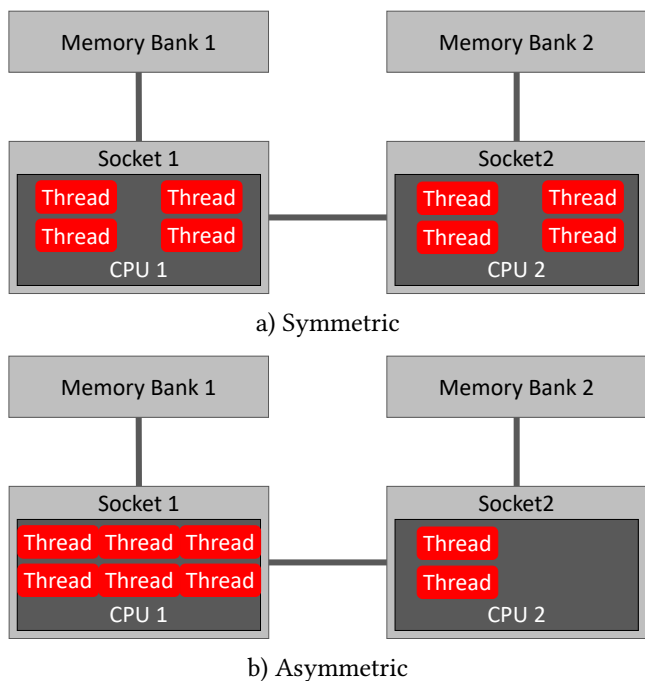 Memory Bank 1 Memory Bank 2
Socket 1 Socket2
Thread Thread Thread Thread
Thread Thread Thread Thread
CPU 1 CPU 2
a) Symmetric
Memory Bank 1 Memory Bank 2
Socket 1 Socket2
Thread Thread Thread Thread
Thread Thread Thread Thread
CPU 1 CPU 2
b) Asymmetric